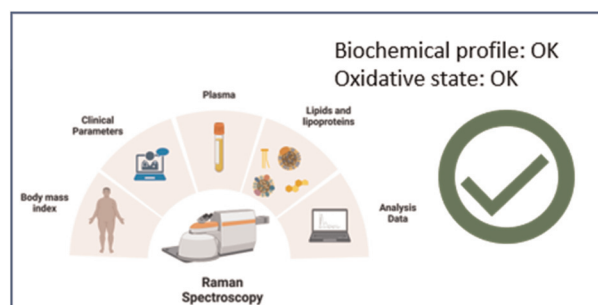 Biochemical profile: OK
Oxidative state: OK
Plasma
Clinical
Parameters
Lipids and
lipoproteins
Body mass
index
Analysis
Data
Raman
Spectroscopy